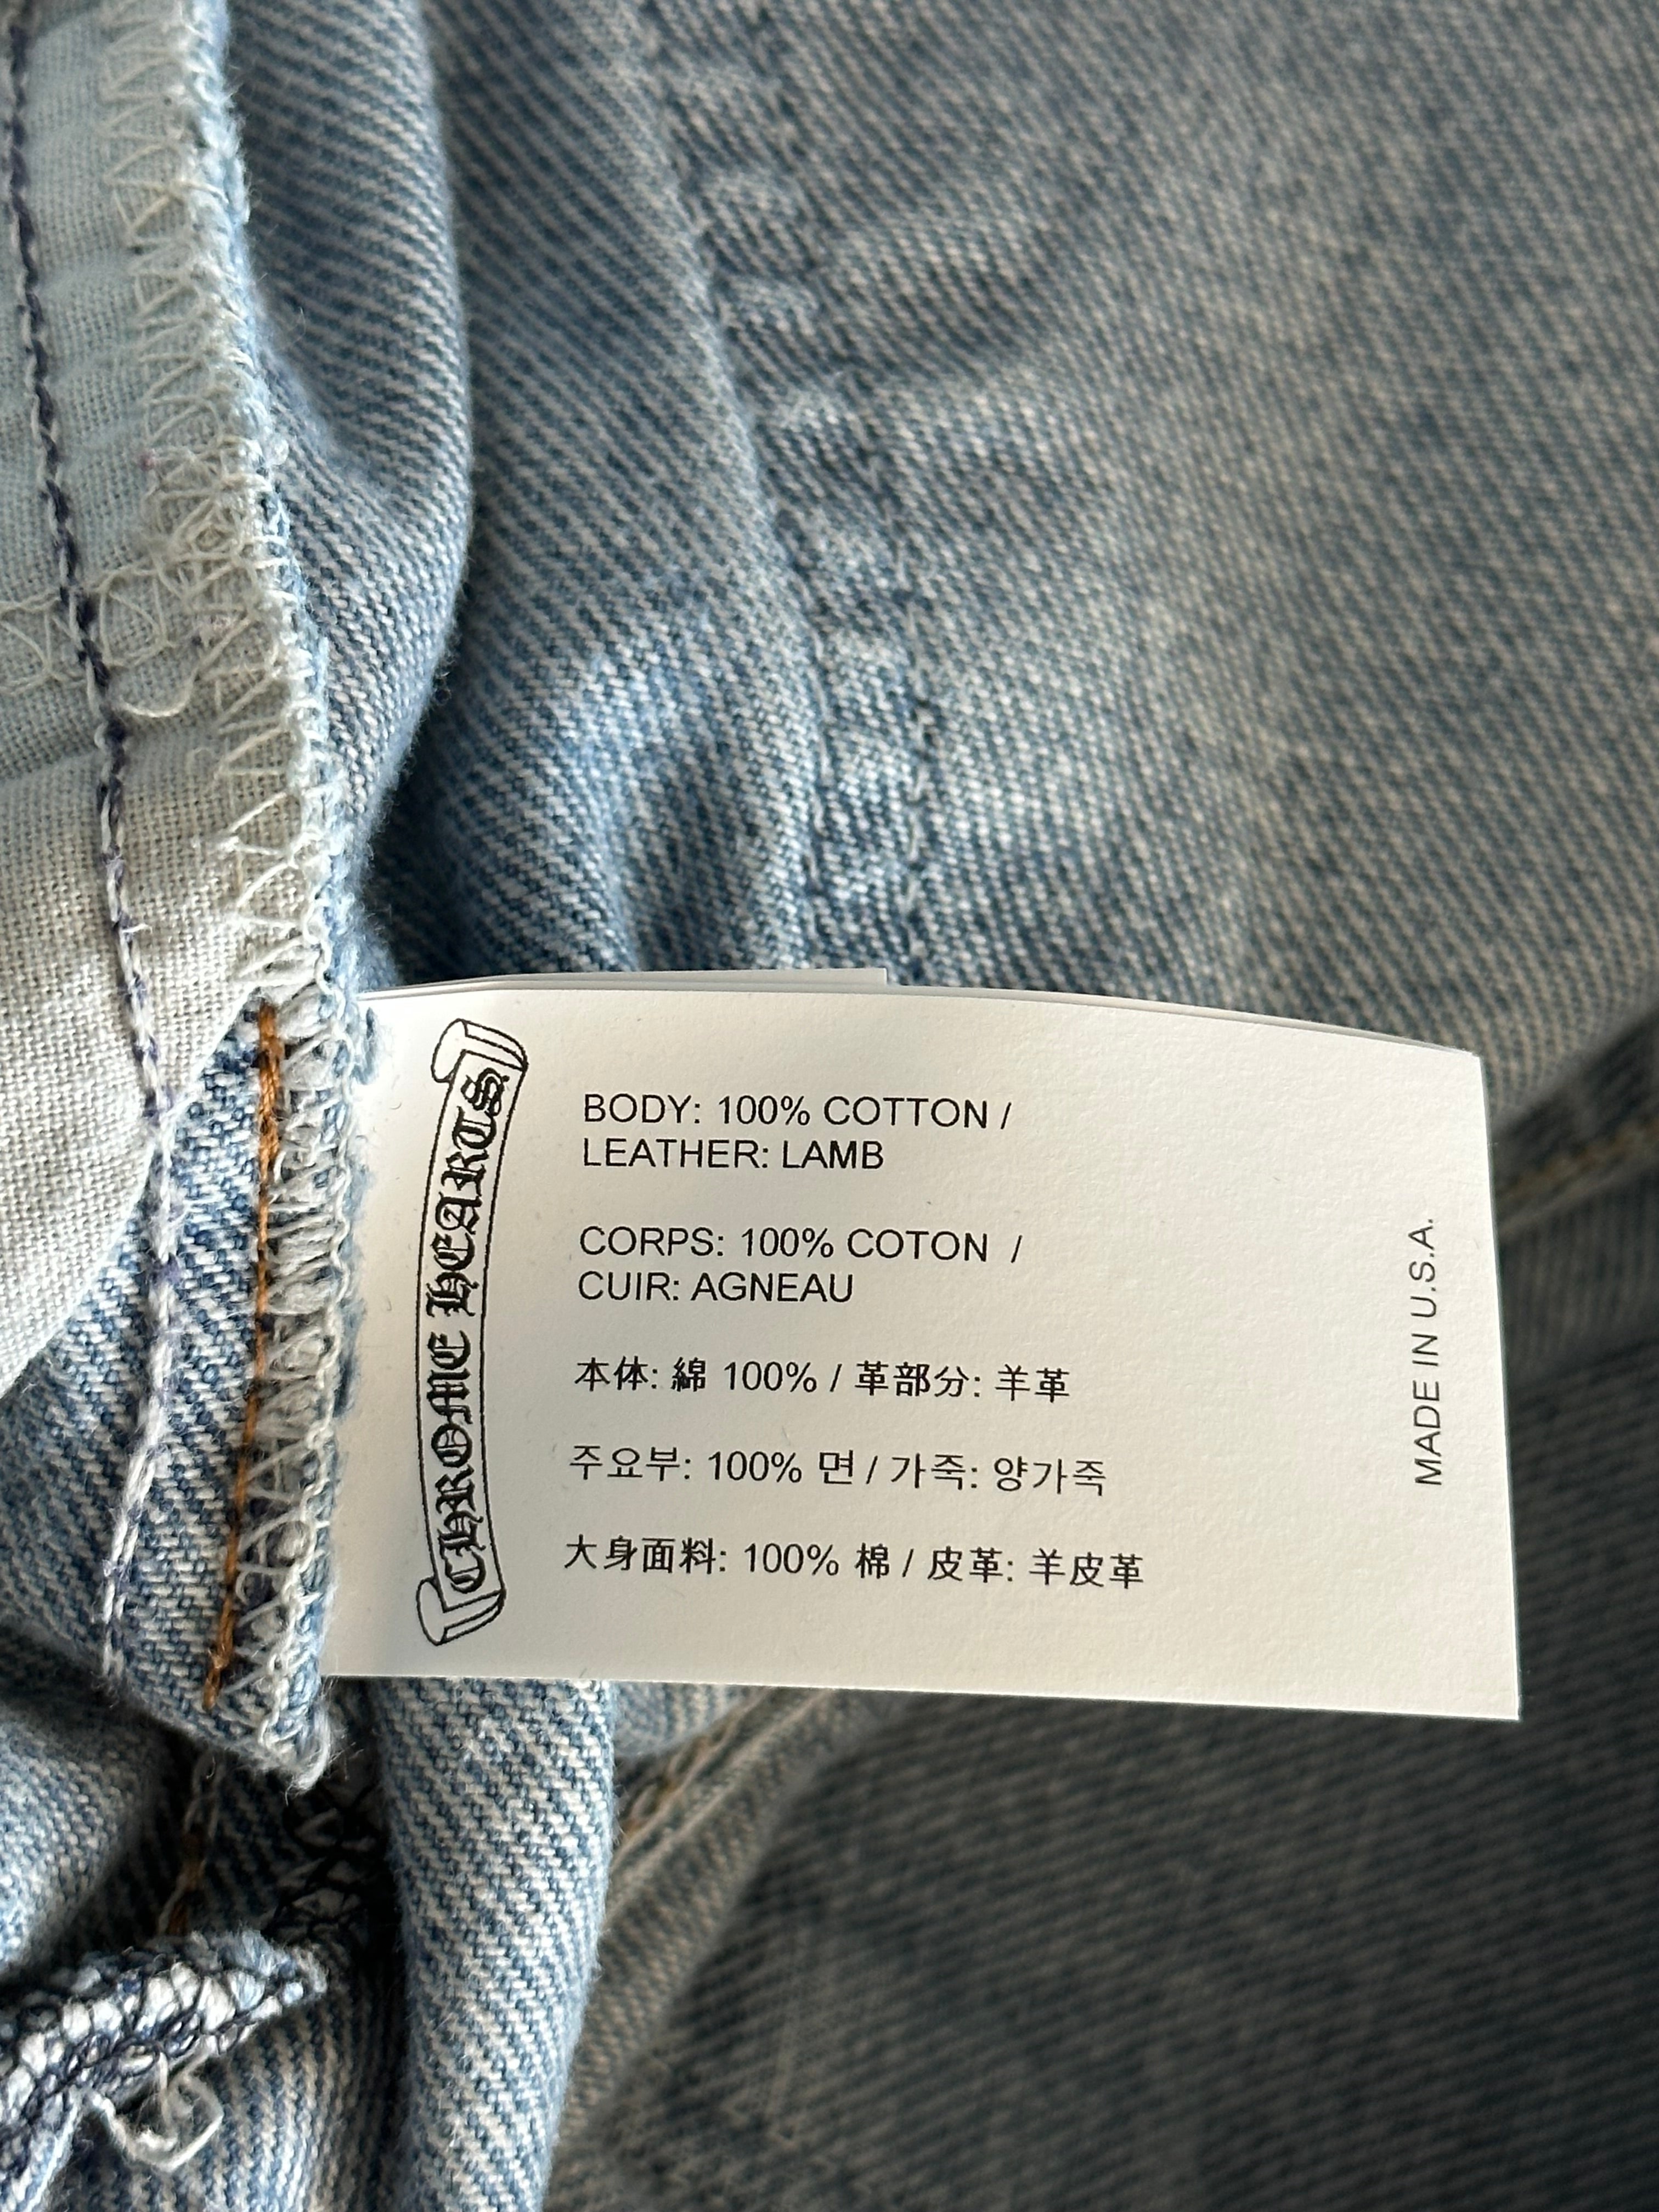 CHROME HEARTS
BODY: 100% COTTON /
LEATHER: LAMB
CORPS: 100% COTON /
CUIR: AGNEAU
本体: 綿 100% / 革部分: 羊革
주요부: 100% 면 / 가죽: 양가죽
大身面料: 100% 棉 / 皮革: 羊皮革
MADE IN U.S.A.